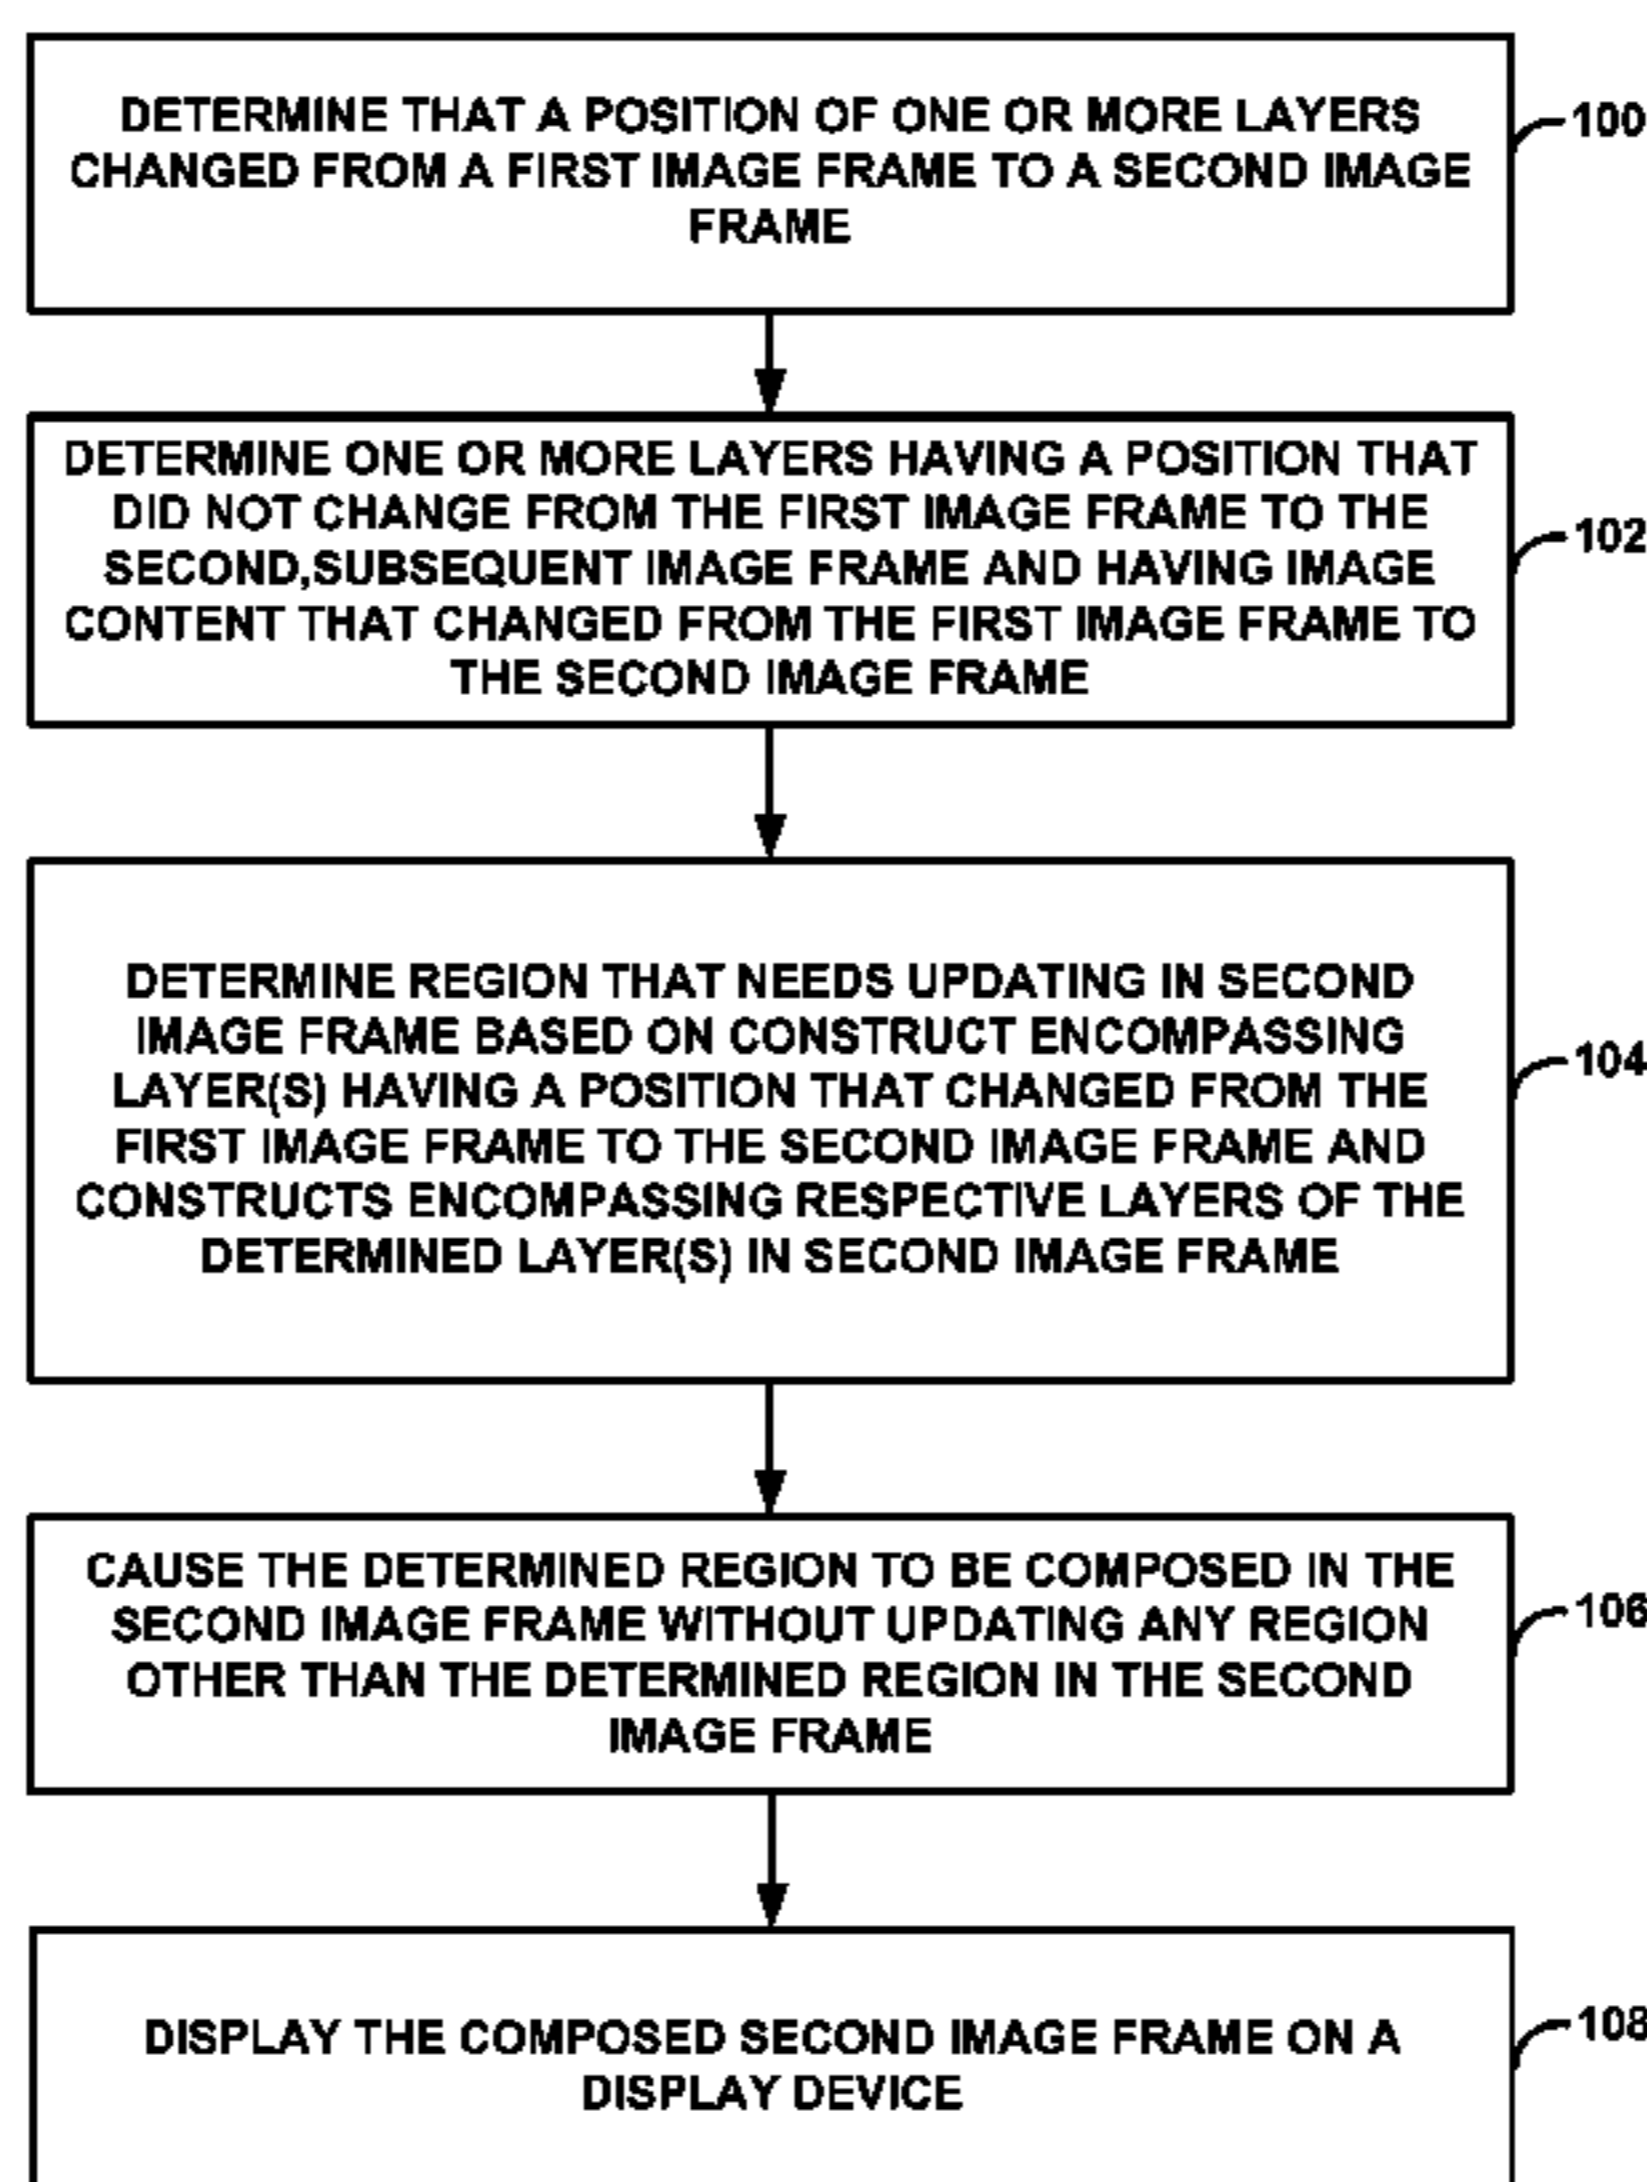 DETERMINE THAT A POSITION OF ONE OR MORE LAYERS
CHANGED FROM A FIRST IMAGE FRAME TO A SECOND IMAGE
FRAME
100
DETERMINE ONE OR MORE LAYERS HAVING A POSITION THAT
DID NOT CHANGE FROM THE FIRST IMAGE FRAME TO THE
SECOND,SUBSEQUENT IMAGE FRAME AND HAVING IMAGE
CONTENT THAT CHANGED FROM THE FIRST IMAGE FRAME TO
THE SECOND IMAGE FRAME
102
DETERMINE REGION THAT NEEDS UPDATING IN SECOND
IMAGE FRAME BASED ON CONSTRUCT ENCOMPASSING
LAYER(S) HAVING A POSITION THAT CHANGED FROM THE
FIRST IMAGE FRAME TO THE SECOND IMAGE FRAME AND
CONSTRUCTS ENCOMPASSING RESPECTIVE LAYERS OF THE
DETERMINED LAYER(S) IN SECOND IMAGE FRAME
104
CAUSE THE DETERMINED REGION TO BE COMPOSED IN THE
SECOND IMAGE FRAME WITHOUT UPDATING ANY REGION
OTHER THAN THE DETERMINED REGION IN THE SECOND
IMAGE FRAME
106
DISPLAY THE COMPOSED SECOND IMAGE FRAME ON A
DISPLAY DEVICE
108